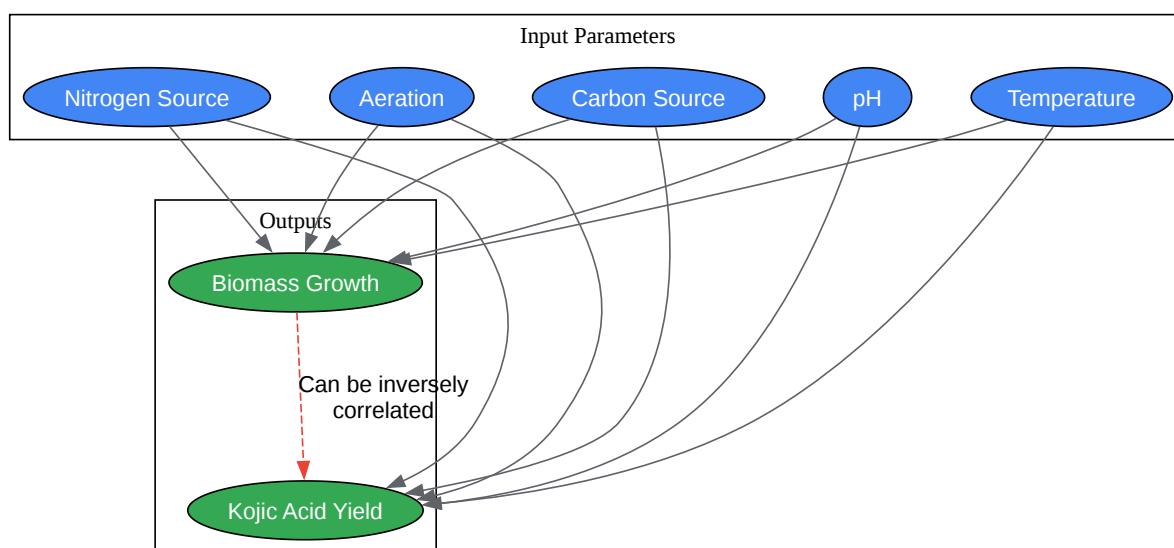 Input Parameters
Nitrogen Source
Aeration
Carbon Source
pH
Temperature
Outputs
Biomass Growth
Can be inversely
correlated
Kojic Acid Yield